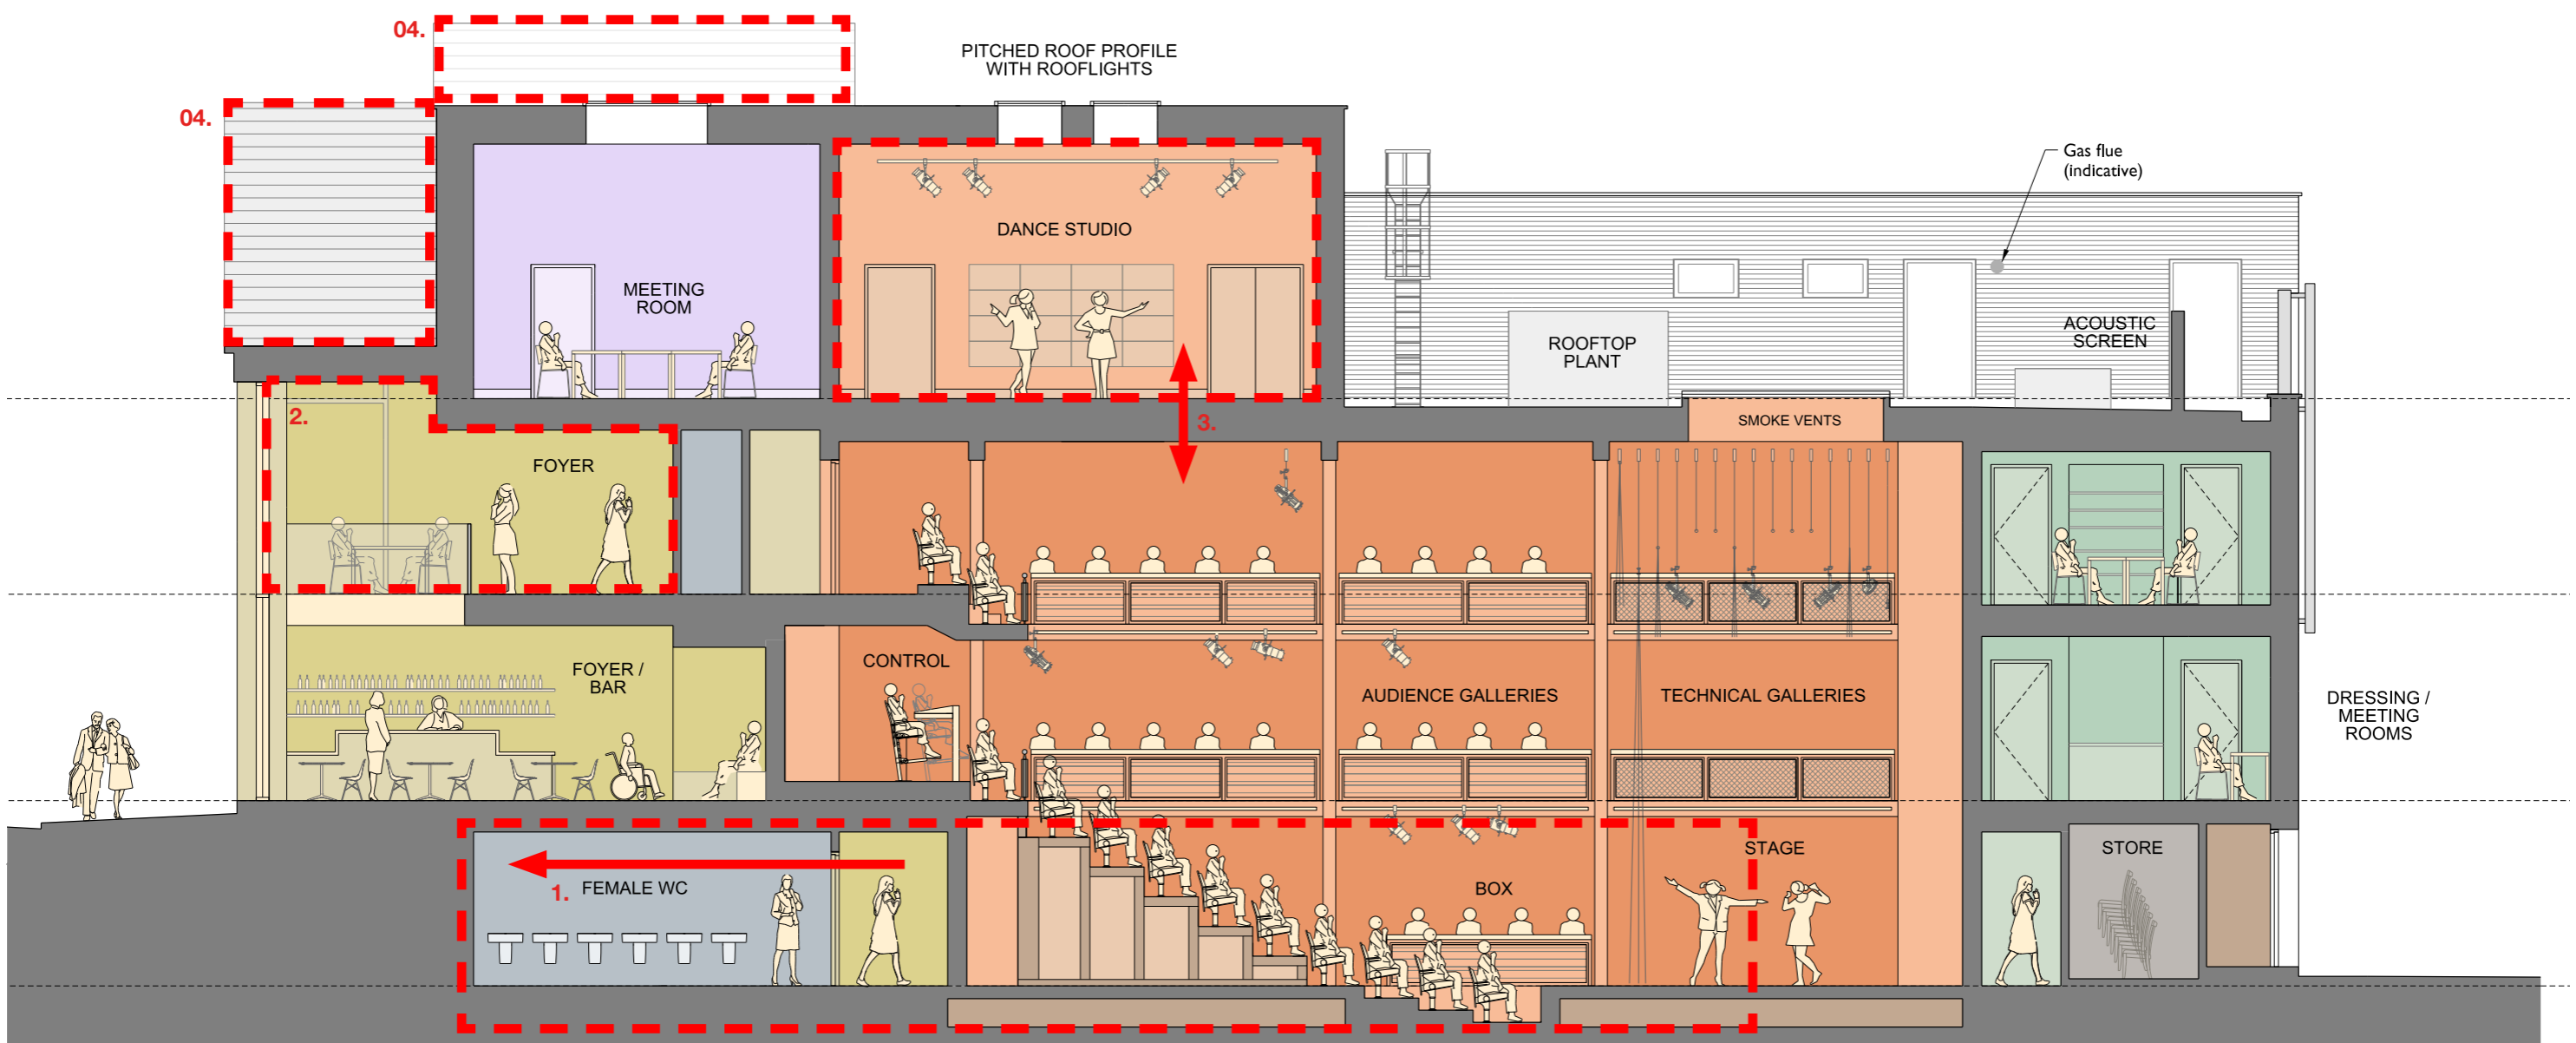 04.
PITCHED ROOF PROFILE
WITH ROOFLIGHTS
04.
Gas flue
(indicative)
DANCE STUDIO
MEETING
ROOM
ROOFTOP
PLANT
ACOUSTIC
SCREEN
2.
3.
SMOKE VENTS
FOYER
CONTROL
FOYER /
BAR
AUDIENCE GALLERIES
TECHNICAL GALLERIES
DRESSING /
MEETING
ROOMS
STAGE
STORE
1.
FEMALE WC
BOX